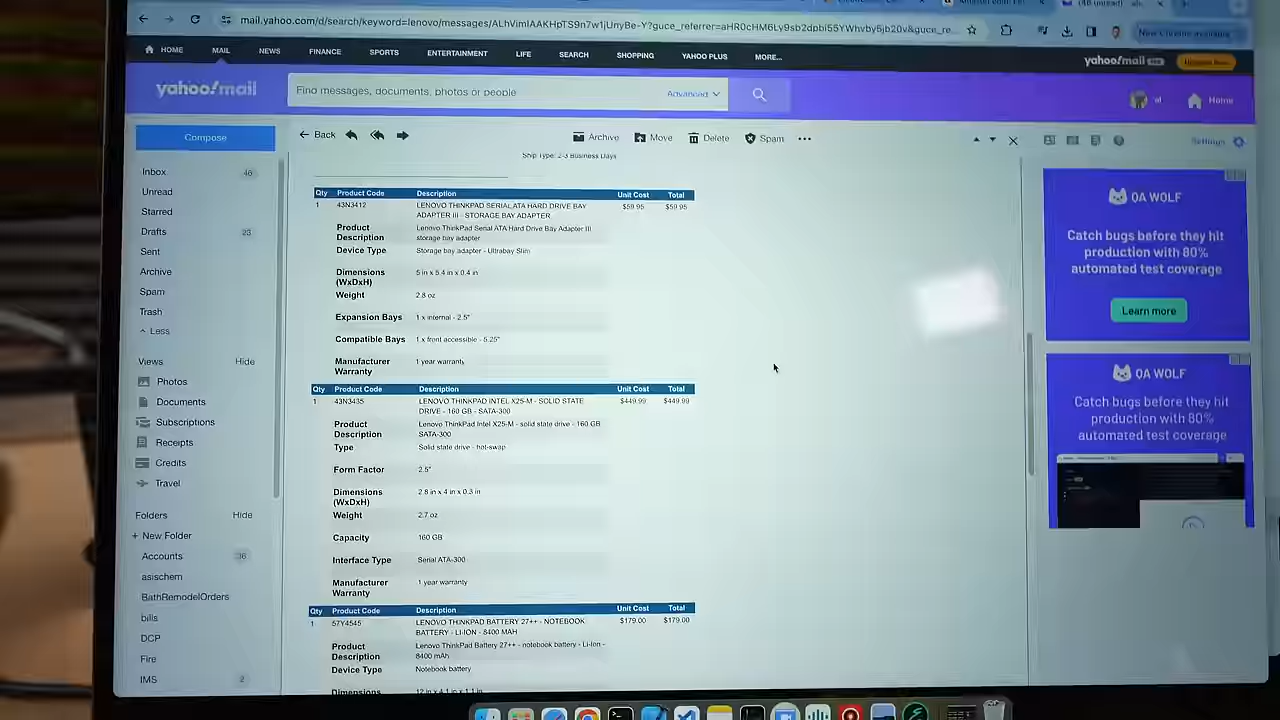 mail.yahoo.com/d/search/keyword=lenovo/messages/
HOME MAIL NEWS FINANCE SPORTS ENTERTAINMENT LIFE SEARCH SHOPPING YAHOO PLUS MORE...
yahoo!mail
yahoo!mail
Find messages, documents, photos or people Advanced
Home
Compose
Back Archive Move Delete Spam
Settings
Inbox 46
Unread
Starred
Drafts 23
Sent
Archive
Spam
Trash
Less
Views Hide
Photos
Documents
Subscriptions
Receipts
Credits
Travel
Folders Hide
+ New Folder
Accounts 36
asischem
BathRemodelOrders
bills
DCP
Fire
IMS 2
Ship Type: 2-3 Business Days
Qty Product Code Description Unit Cost Total
1 43N3412 LENOVO THINKPAD SERIAL ATA HARD DRIVE BAY $59.95 $59.95
ADAPTER III - STORAGE BAY ADAPTER
Product Description Lenovo ThinkPad Serial ATA Hard Drive Bay Adapter III
storage bay adapter
Device Type Storage bay adapter - Ultrabay Slim
Dimensions (WxDxH) 5 in x 5.4 in x 0.4 in
Weight 2.8 oz
Expansion Bays 1 x internal - 2.5"
Compatible Bays 1 x front accessible - 5.25"
Manufacturer Warranty 1 year warranty
Qty Product Code Description Unit Cost Total
1 43N3435 LENOVO THINKPAD INTEL X25-M - SOLID STATE $449.99 $449.99
DRIVE - 160 GB - SATA-300
Product Description Lenovo ThinkPad Intel X25-M - solid state drive - 160 GB
SATA-300
Type Solid state drive - hot-swap
Form Factor 2.5"
Dimensions (WxDxH) 2.8 in x 4 in x 0.3 in
Weight 2.7 oz
Capacity 160 GB
Interface Type Serial ATA-300
Manufacturer Warranty 1 year warranty
Qty Product Code Description Unit Cost Total
1 57Y4545 LENOVO THINKPAD BATTERY 27++ - NOTEBOOK $179.00 $179.00
BATTERY - LI-ION - 8400 MAH
Product Description Lenovo ThinkPad Battery 27++ - notebook battery - Li-Ion -
8400 mAh
Device Type Notebook battery
Dimensions 12 in x 4.1 in x 1.1 in
QA WOLF
Catch bugs before they hit
production with 80%
automated test coverage
Learn more
QA WOLF
Catch bugs before they hit
production with 80%
automated test coverage